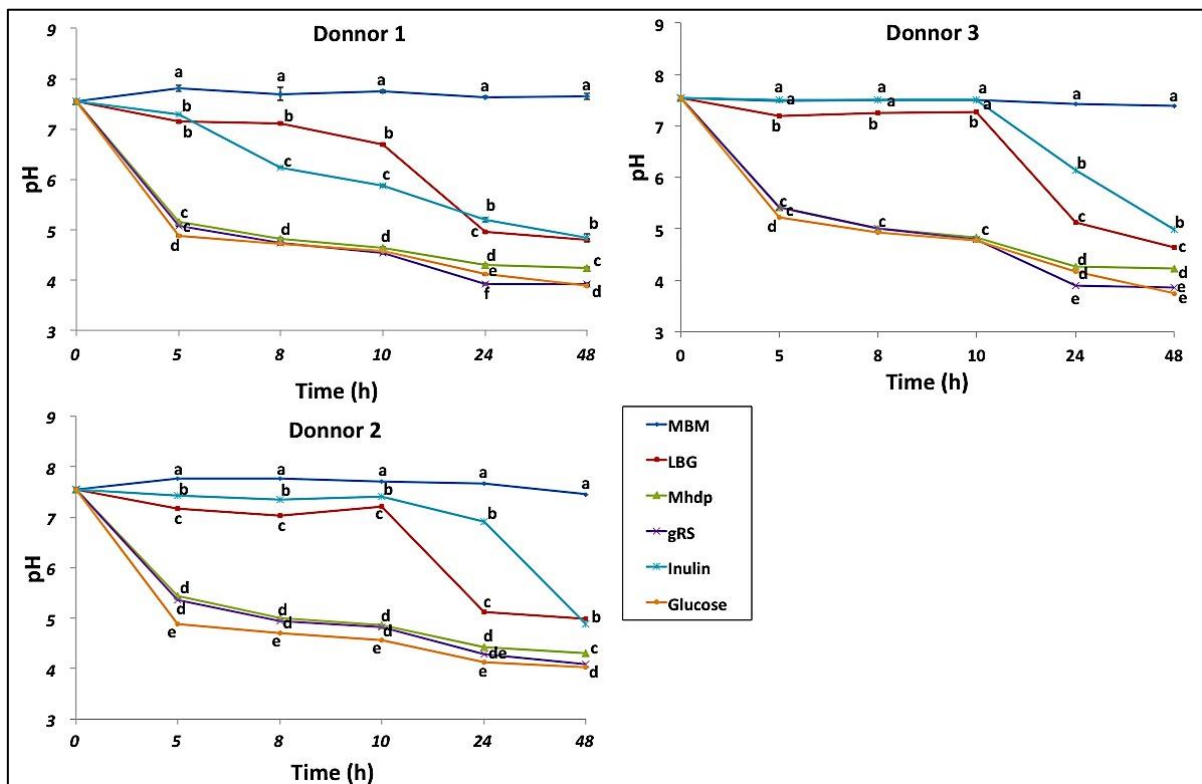 Donnor 1
9
8
7
6
5
4
3
pH
a a a a a
b b b b b
b c c c
c d d d c
c e
d f d
0 5 8 10 24 48
Time (h)
Donnor 3
9
8
7
6
5
4
3
pH
a a a a a
a a a
b b b b b
c c c c c
c d d
d d e
e e
0 5 8 10 24 48
Time (h)
Donnor 2
9
8
7
6
5
4
3
pH
a a a a a
b b b b
c c c c b
d d d d c
d d d de
e e e e d
0 5 8 10 24 48
Time (h)
MBM
LBG
Mhdp
gRS
Inulin
Glucose